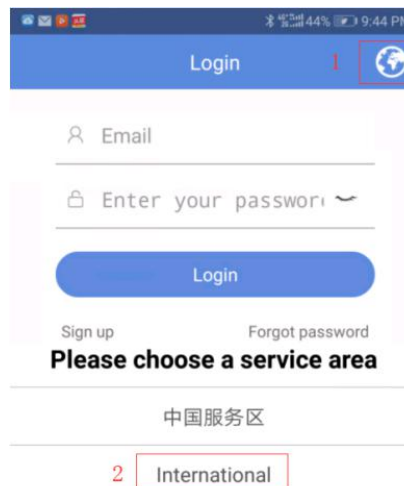 44% 9:44 PM
Login 1
Email
Enter your passwor
Login
Sign up Forgot password
Please choose a service area
中国服务区
2 International